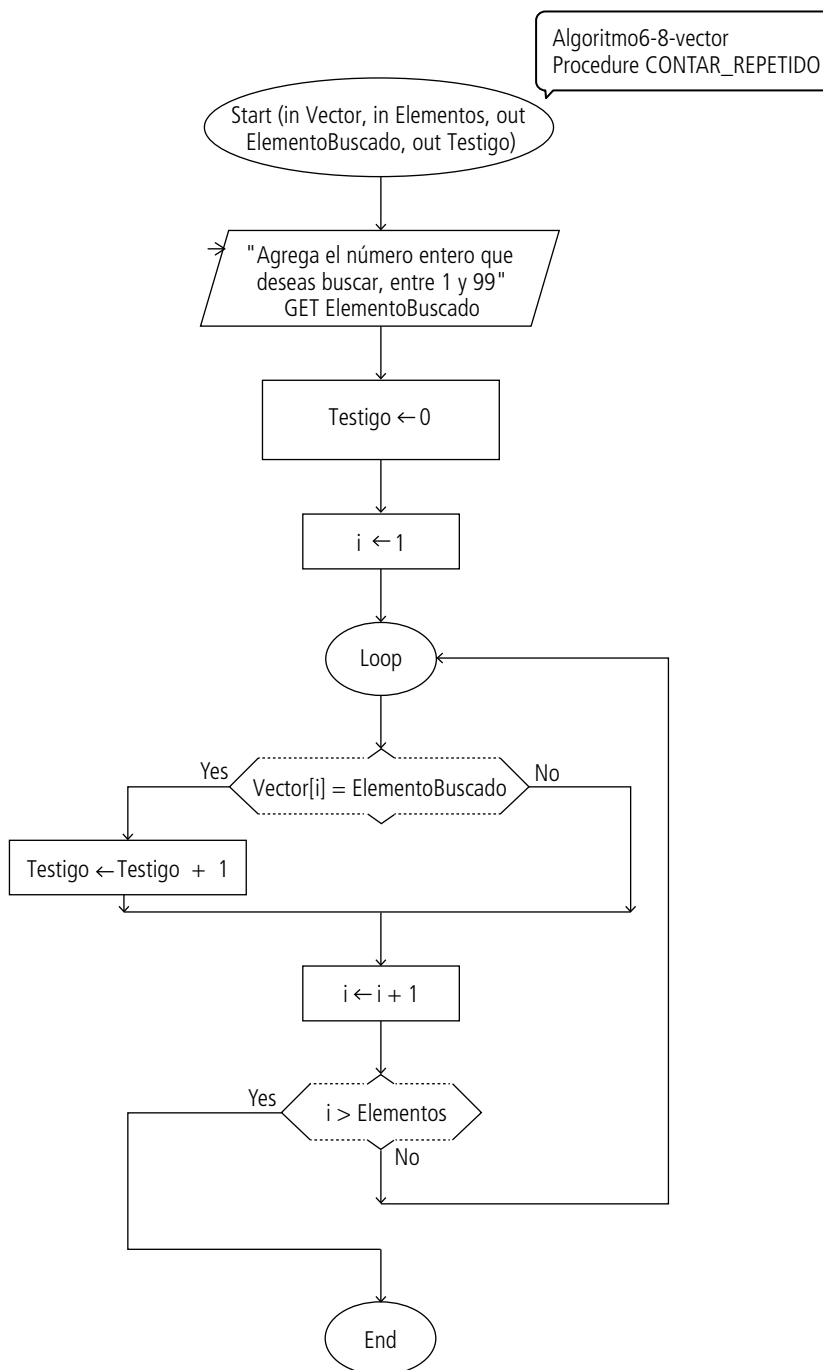 Algoritmo6-8-vector
Procedure CONTAR_REPETIDO
Start (in Vector, in Elementos, out
ElementoBuscado, out Testigo)
"Agrega el número entero que
deseas buscar, entre 1 y 99"
GET ElementoBuscado
Testigo ← 0
i ← 1
Loop
Yes
Vector[i] = ElementoBuscado
No
Testigo ← Testigo + 1
i ← i + 1
Yes
i > Elementos
No
End